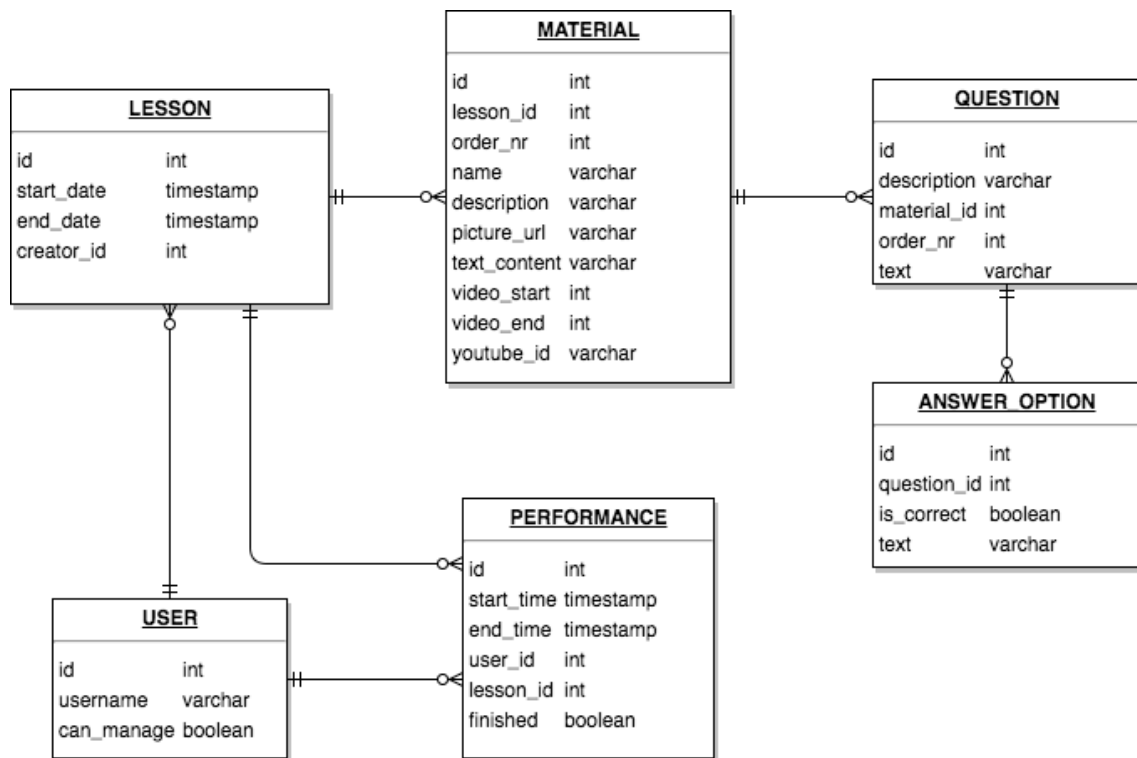 MATERIAL
id int
lesson_id int
order_nr int
name varchar
description varchar
picture_url varchar
text_content varchar
video_start int
video_end int
youtube_id varchar
LESSON
id int
start_date timestamp
end_date timestamp
creator_id int
QUESTION
id int
description varchar
material_id int
order_nr int
text varchar
ANSWER_OPTION
id int
question_id int
is_correct boolean
text varchar
PERFORMANCE
id int
start_time timestamp
end_time timestamp
user_id int
lesson_id int
finished boolean
USER
id int
username varchar
can_manage boolean